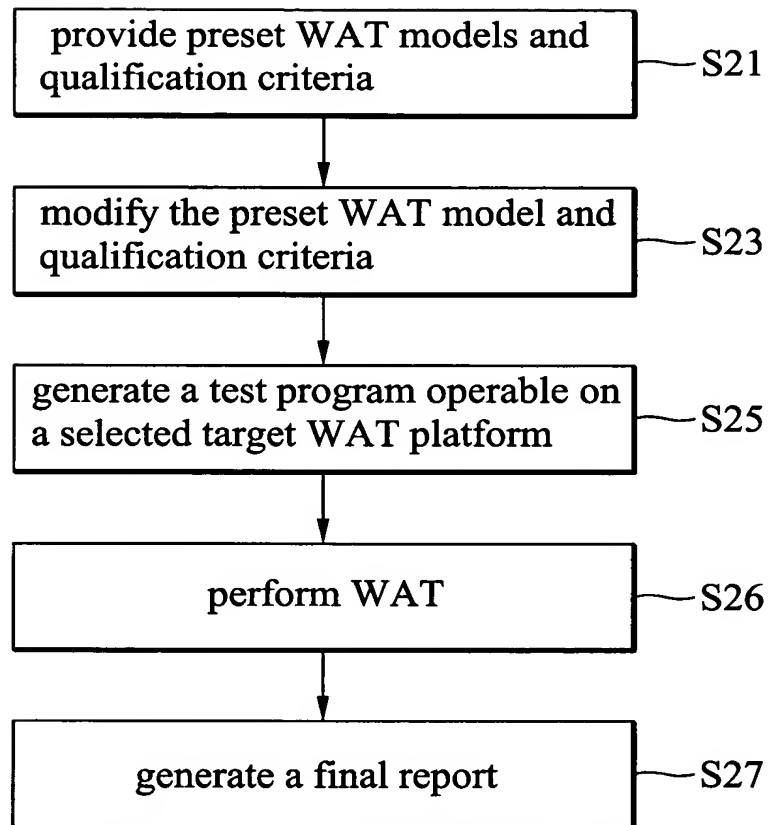 provide preset WAT models and
qualification criteria
S21
modify the preset WAT model and
qualification criteria
S23
generate a test program operable on
a selected target WAT platform
S25
perform WAT
S26
generate a final report
S27